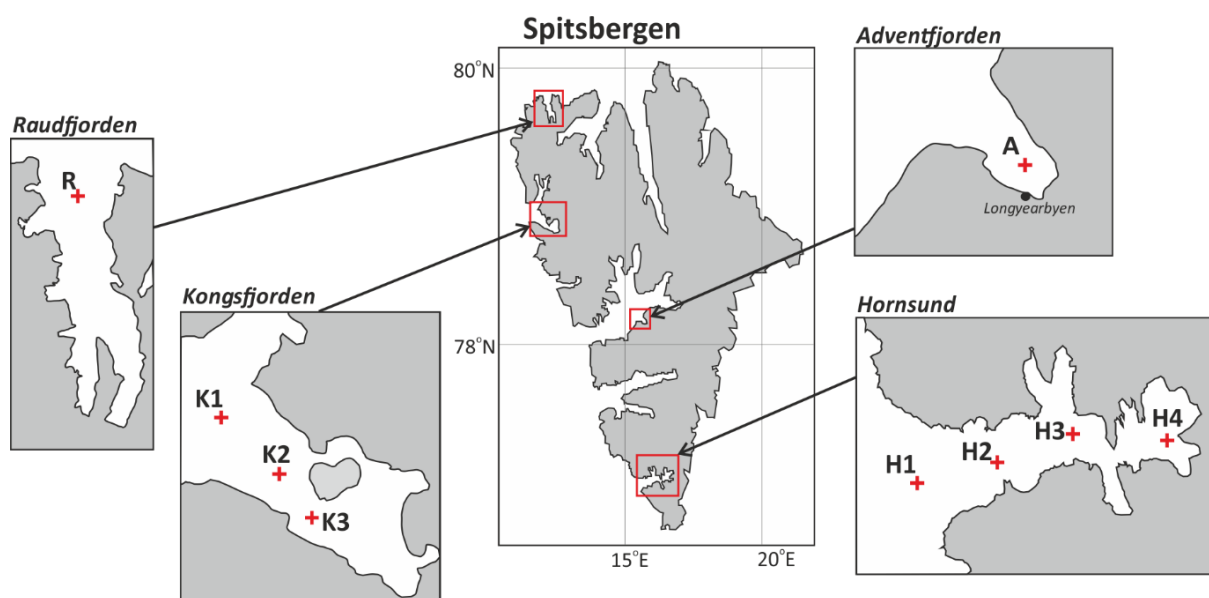 Spitsbergen
80°N
78°N
15°E
20°E
Raudfjorden
R
Kongsfjorden
K1
K2
K3
Adventfjorden
A
Longyearbyen
Hornsund
H1
H2
H3
H4